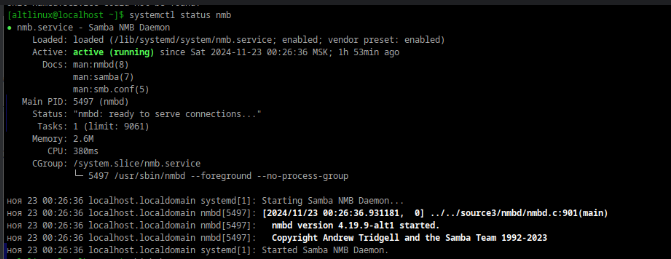 [altlinux@localhost ~]$ systemctl status nmb
● nmb.service - Samba NMB Daemon
Loaded: loaded (/lib/systemd/system/nmb.service; enabled; vendor preset: enabled)
Active: active (running) since Sat 2024-11-23 00:26:36 MSK; 1h 53min ago
Docs: man:nmbd(8)
man:samba(7)
man:smb.conf(5)
Main PID: 5497 (nmbd)
Status: "nmbd: ready to serve connections..."
Tasks: 1 (limit: 9061)
Memory: 2.6M
CPU: 380ms
CGroup: /system.slice/nmb.service
└─ 5497 /usr/sbin/nmbd --foreground --no-process-group
ноя 23 00:26:36 localhost.localdomain systemd[1]: Starting Samba NMB Daemon...
ноя 23 00:26:36 localhost.localdomain nmbd[5497]: [2024/11/23 00:26:36.931181, 0] ../../source3/nmbd/nmbd.c:901(main)
ноя 23 00:26:36 localhost.localdomain nmbd[5497]: nmbd version 4.19.9-alt1 started.
ноя 23 00:26:36 localhost.localdomain nmbd[5497]: Copyright Andrew Tridgell and the Samba Team 1992-2023
ноя 23 00:26:36 localhost.localdomain systemd[1]: Started Samba NMB Daemon.